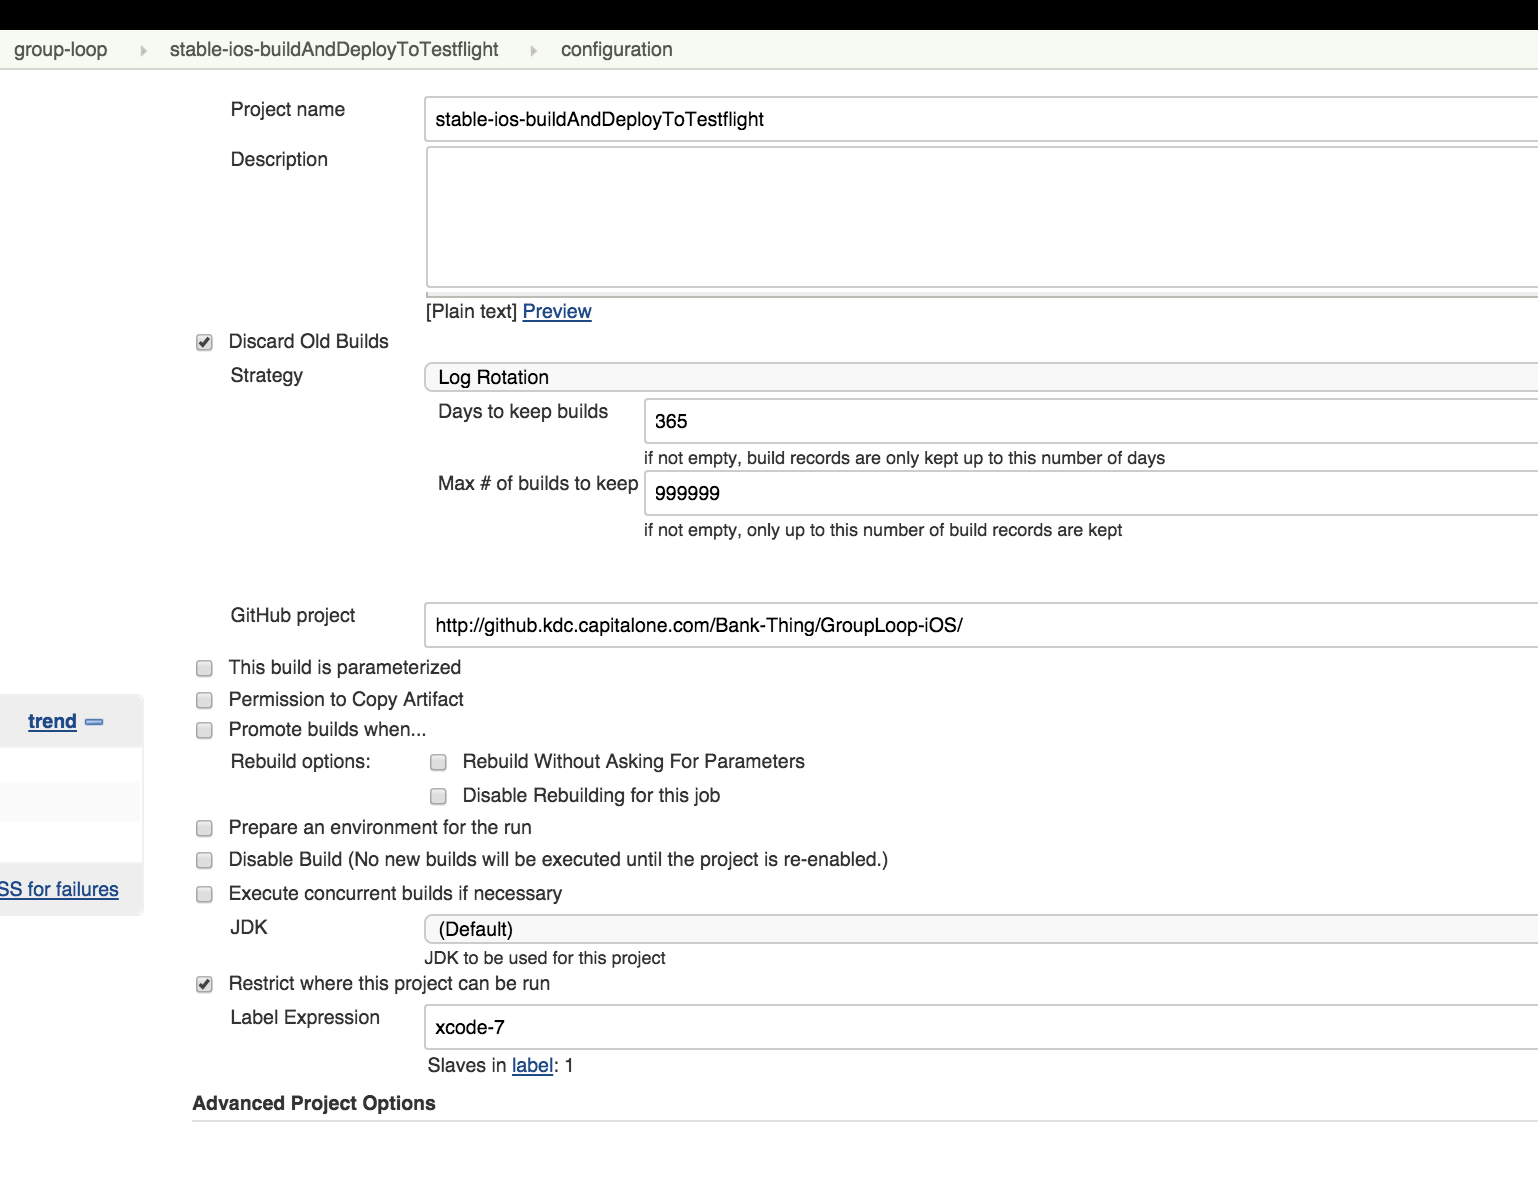 group-loop stable-ios-buildAndDeployToTestflight configuration
Project name stable-ios-buildAndDeployToTestflight
Description
[Plain text] Preview
Discard Old Builds
Strategy Log Rotation
Days to keep builds 365
if not empty, build records are only kept up to this number of days
Max # of builds to keep 999999
if not empty, only up to this number of build records are kept
GitHub project http://github.kdc.capitalone.com/Bank-Thing/GroupLoop-iOS/
This build is parameterized
Permission to Copy Artifact
trend
Promote builds when...
Rebuild options: Rebuild Without Asking For Parameters
Disable Rebuilding for this job
Prepare an environment for the run
Disable Build (No new builds will be executed until the project is re-enabled.)
SS for failures
Execute concurrent builds if necessary
JDK (Default)
JDK to be used for this project
Restrict where this project can be run
Label Expression xcode-7
Slaves in label: 1
Advanced Project Options